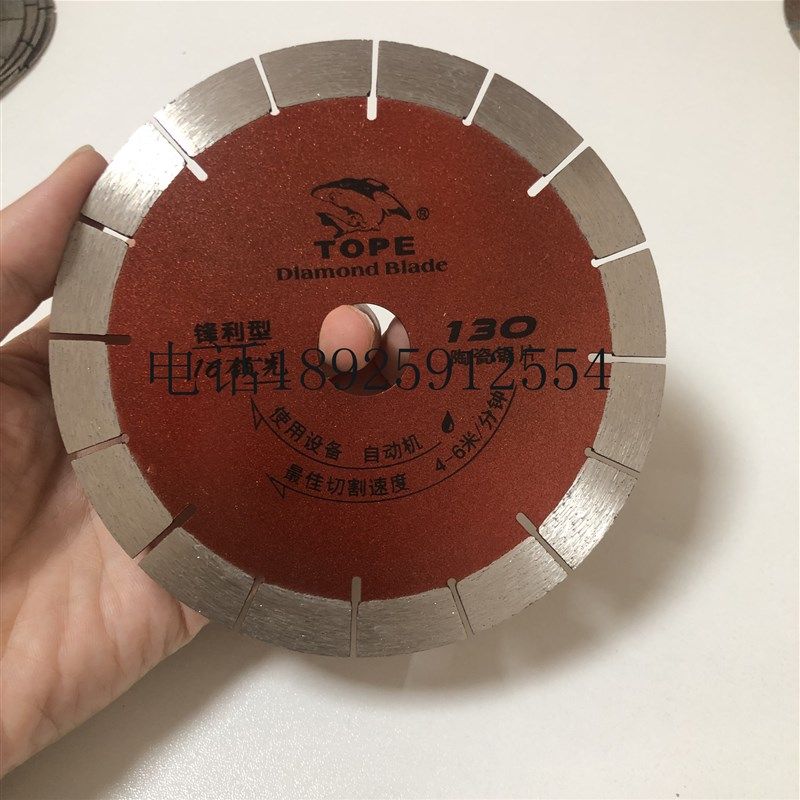 ®
TOPE
Diamond Blade
锋利型
130
陶瓷锯片
电话18925912554
使用设备 自动机
最佳切割速度 4-6米/分钟